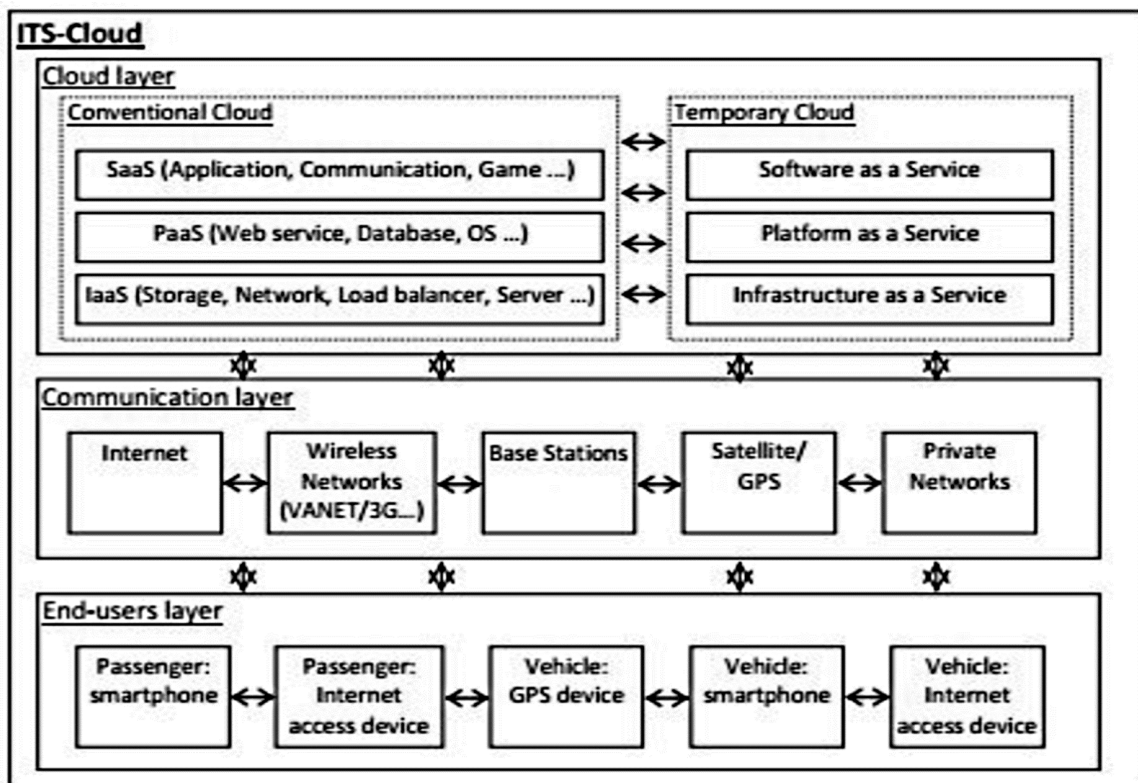 ITS-Cloud
Cloud layer
Conventional Cloud
SaaS (Application, Communication, Game ...)
PaaS (Web service, Database, OS ...)
IaaS (Storage, Network, Load balancer, Server ...)
Temporary Cloud
Software as a Service
Platform as a Service
Infrastructure as a Service
Communication layer
Internet
Wireless
Networks
(VANET/3G...)
Base Stations
Satellite/
GPS
Private
Networks
End-users layer
Passenger:
smartphone
Passenger:
Internet
access device
Vehicle:
GPS device
Vehicle:
smartphone
Vehicle:
Internet
access device